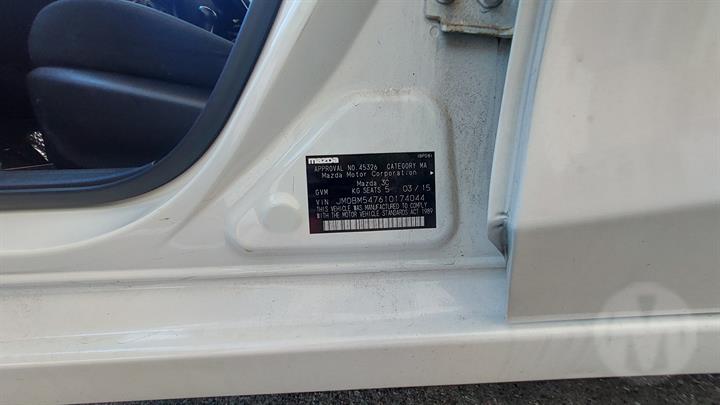 mazda
APPROVAL NO. 45326 CATEGORY MA
Mazda Motor Corporation
Mazda 3C
GVM KG SEATS 5 03/15
VIN JM0BM547610174044
THIS VEHICLE WAS MANUFACTURED TO COMPLY
WITH THE MOTOR VEHICLE STANDARDS ACT 1989
M